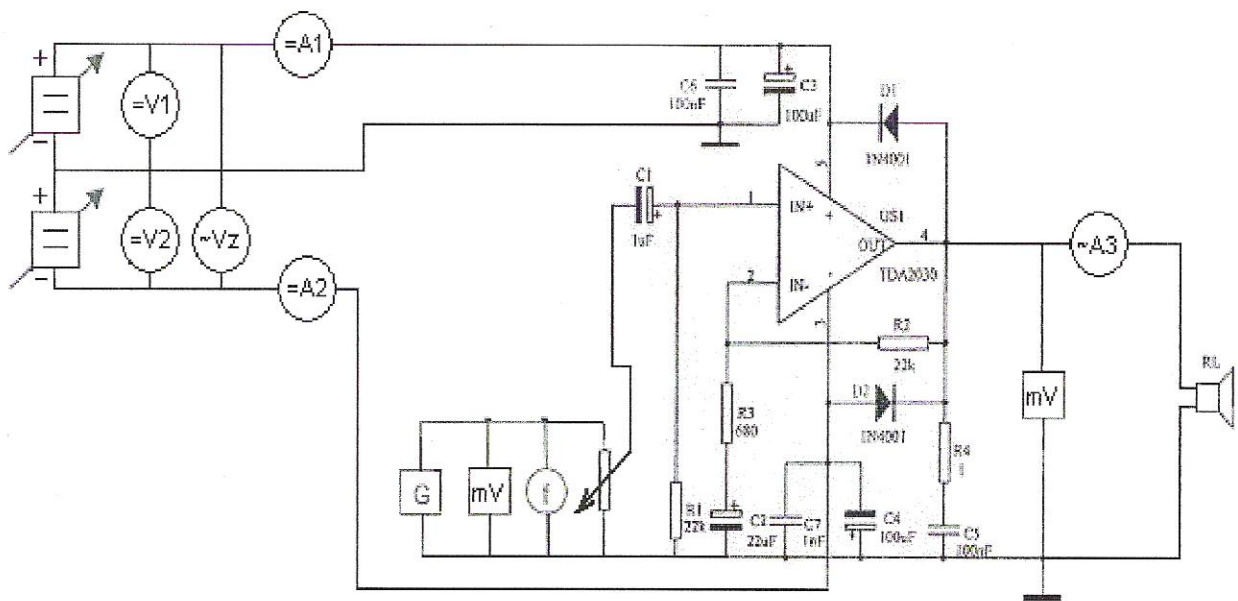 +
=A1
=V1
-
+
=V2
~Vz
-
=A2
C6
100nF
+
C3
100uF
D1
1N4001
5
C1
+
1uF
1
IN+
+
US1
OUT
4
TDA2030
2
IN-
-
3
~A3
R2
22k
RL
R3
680
D2
1N4001
mV
R4
1
G
mV
f
R1
22k
+
C2
22uF
C7
1nF
C4
+
100uF
C5
100nF